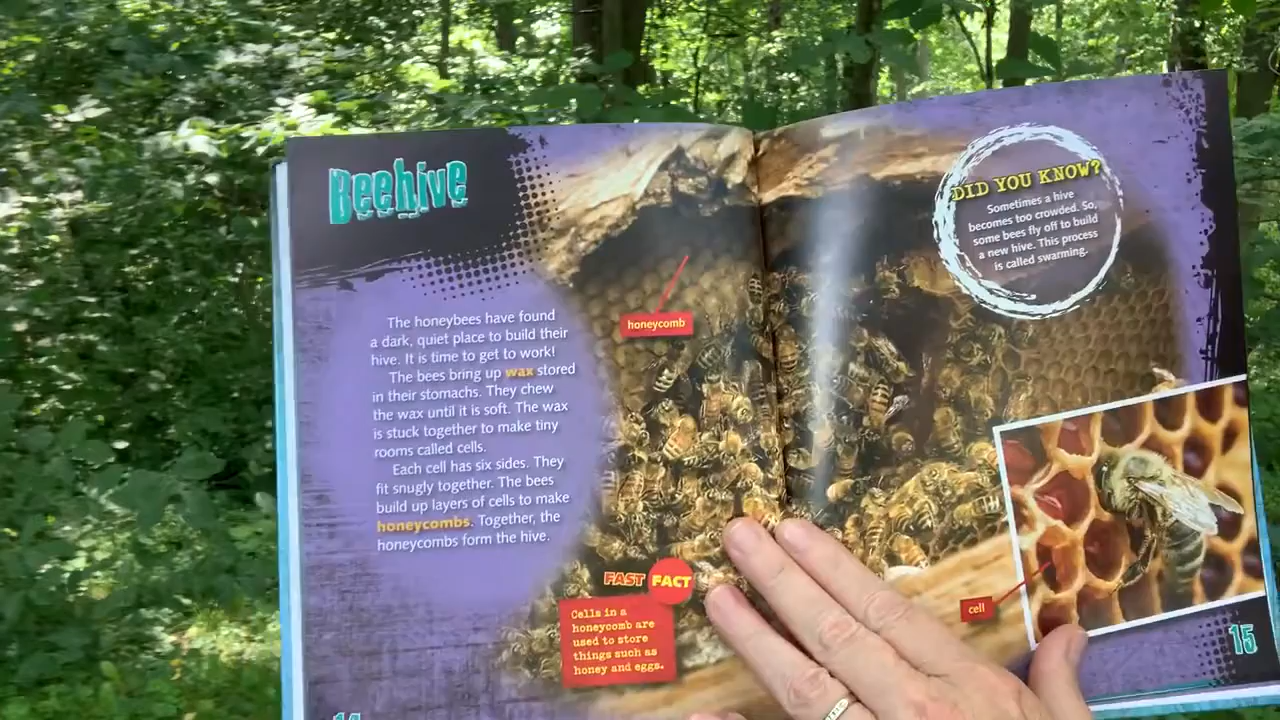 Beehive
The honeybees have found
a dark, quiet place to build their
hive. It is time to get to work!
The bees bring up wax stored
in their stomachs. They chew
the wax until it is soft. The wax
is stuck together to make tiny
rooms called cells.
Each cell has six sides. They
fit snugly together. The bees
build up layers of cells to make
honeycombs. Together, the
honeycombs form the hive.
honeycomb
FAST FACT
Cells in a
honeycomb are
used to store
things such as
honey and eggs.
14
DID YOU KNOW?
Sometimes a hive
becomes too crowded. So,
some bees fly off to build
a new hive. This process
is called swarming.
cell
15